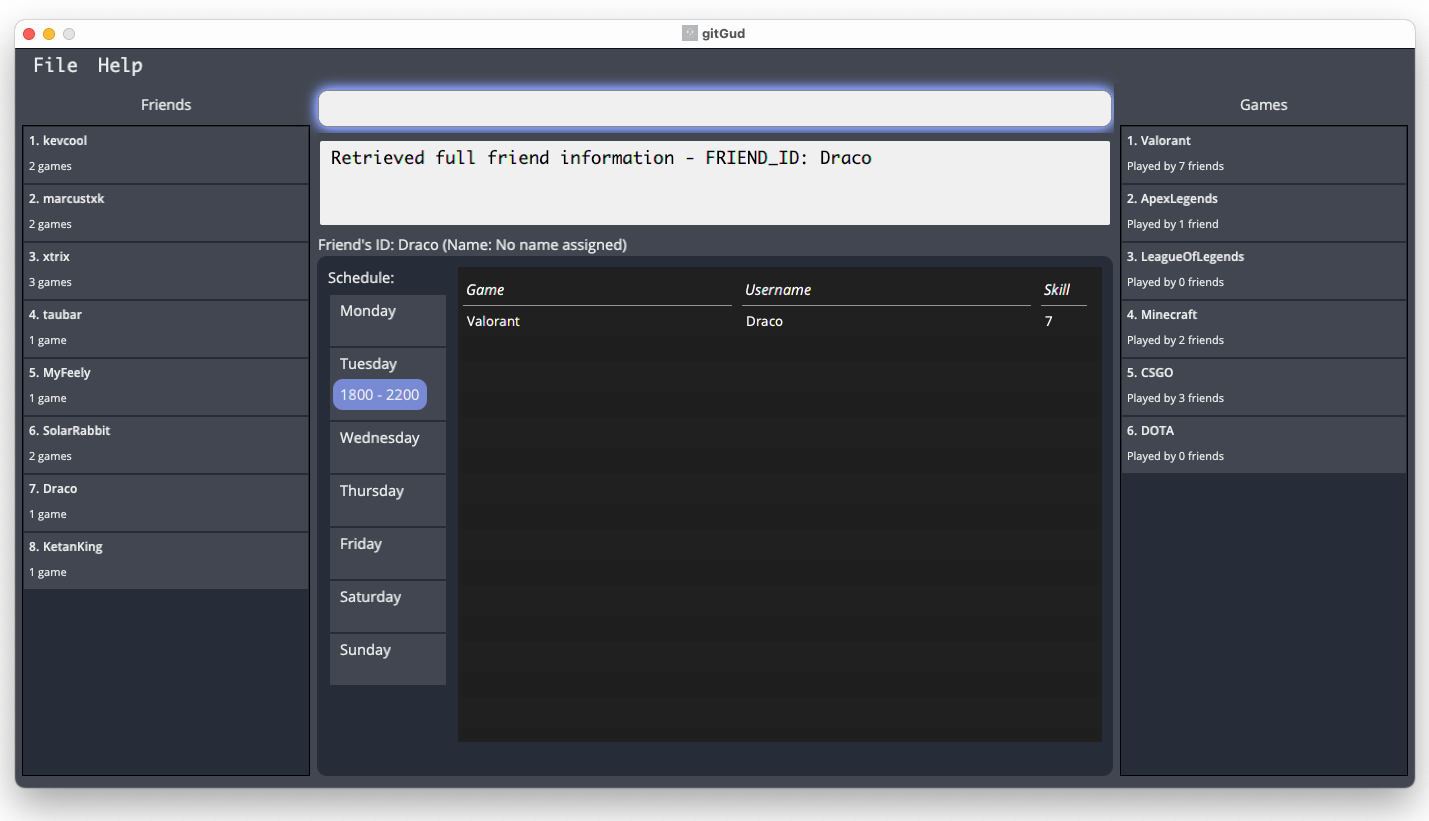 gitGud
File Help
Friends
1. kevcool
2 games
2. marcustxk
2 games
3. xtrix
3 games
4. taubar
1 game
5. MyFeely
1 game
6. SolarRabbit
2 games
7. Draco
1 game
8. KetanKing
1 game
Retrieved full friend information - FRIEND_ID: Draco
Friend's ID: Draco (Name: No name assigned)
Schedule:
Monday
Tuesday
1800 - 2200
Wednesday
Thursday
Friday
Saturday
Sunday
Game Username Skill
Valorant Draco 7
Games
1. Valorant
Played by 7 friends
2. ApexLegends
Played by 1 friend
3. LeagueOfLegends
Played by 0 friends
4. Minecraft
Played by 2 friends
5. CSGO
Played by 3 friends
6. DOTA
Played by 0 friends